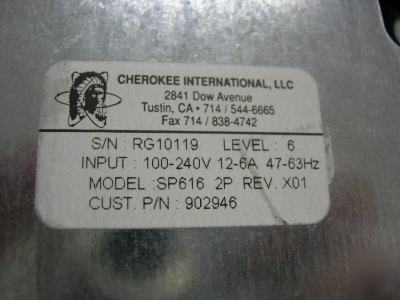 CHEROKEE INTERNATIONAL, LLC
2841 Dow Avenue
Tustin, CA • 714 / 544-6665
Fax 714 / 838-4742
S/N : RG10119 LEVEL : 6
INPUT : 100-240V 12-6A 47-63Hz
MODEL :SP616 2P REV. X01
CUST. P/N : 902946